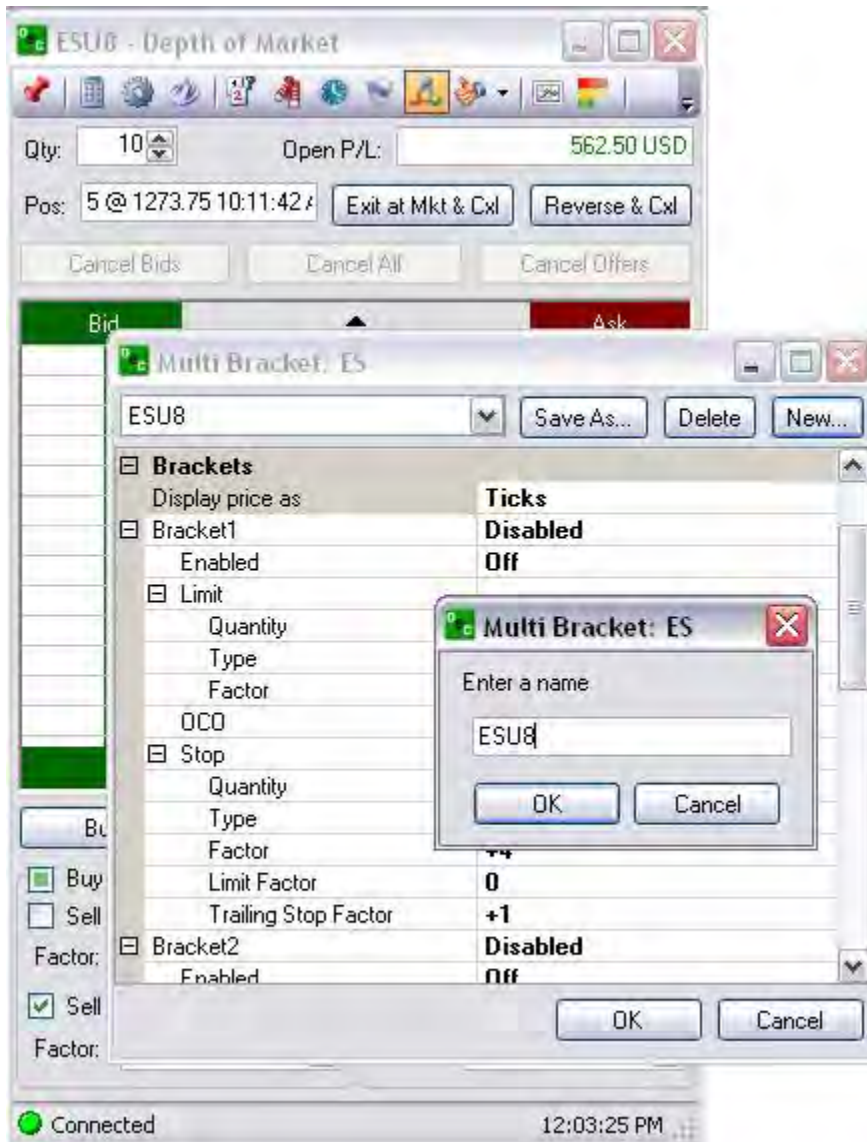 ESU8 - Depth of Market
Qty: 10 Open P/L: 562.50 USD
Pos: 5 @ 1273.75 10:11:42 Exit at Mkt & Cxl Reverse & Cxl
Cancel Bids Cancel All Cancel Offers
Bid Ask
Multi Bracket: ES
ESU8 Save As... Delete New...
Brackets
Display price as Ticks
Bracket1 Disabled
Enabled Off
Limit
Quantity
Type
Factor
OCO
Stop
Quantity
Type
Factor +4
Limit Factor 0
Trailing Stop Factor +1
Bracket2 Disabled
Enabled Off
OK Cancel
Multi Bracket: ES
Enter a name
ESU8
OK Cancel
Buy
Sell
Factor:
Sell
Factor:
Connected 12:03:25 PM